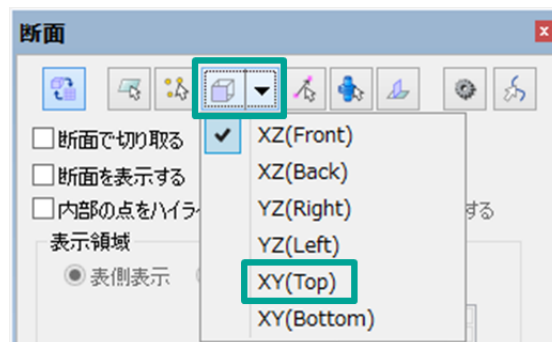 断面
断面で切り取る
XZ(Front)
断面を表示する
XZ(Back)
内部の点をハイラ
YZ(Right)
する
表示領域
YZ(Left)
表側表示
XY(Top)
XY(Bottom)